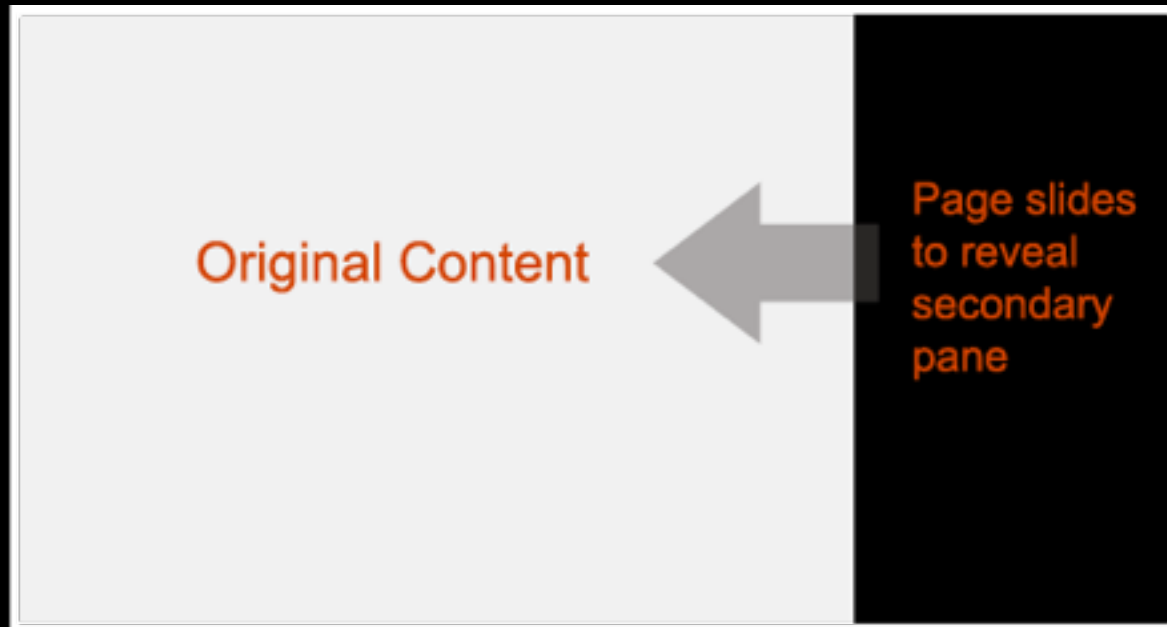 Original Content
Page slides
to reveal
secondary
pane